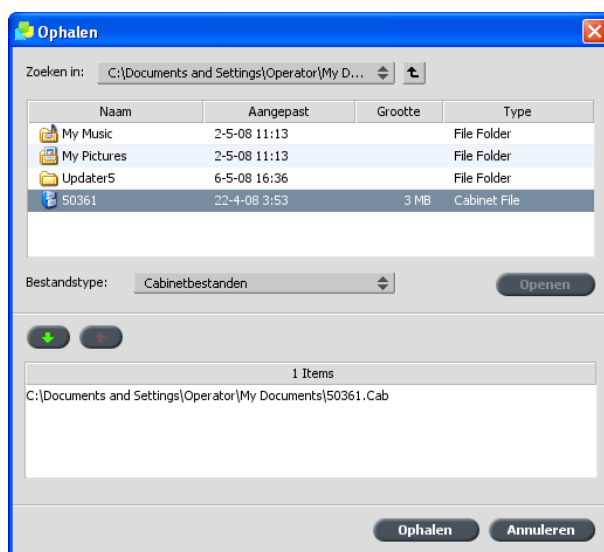 Ophalen
Zoeken in: C:\Documents and Settings\Operator\My D...
Naam Aangepast Grootte Type
My Music 2-5-08 11:13 File Folder
My Pictures 2-5-08 11:13 File Folder
Updater5 6-5-08 16:36 File Folder
50361 22-4-08 3:53 3 MB Cabinet File
Bestandstype: Cabinetbestanden Openen
1 Items
C:\Documents and Settings\Operator\My Documents\50361.Cab
Ophalen Annuleren